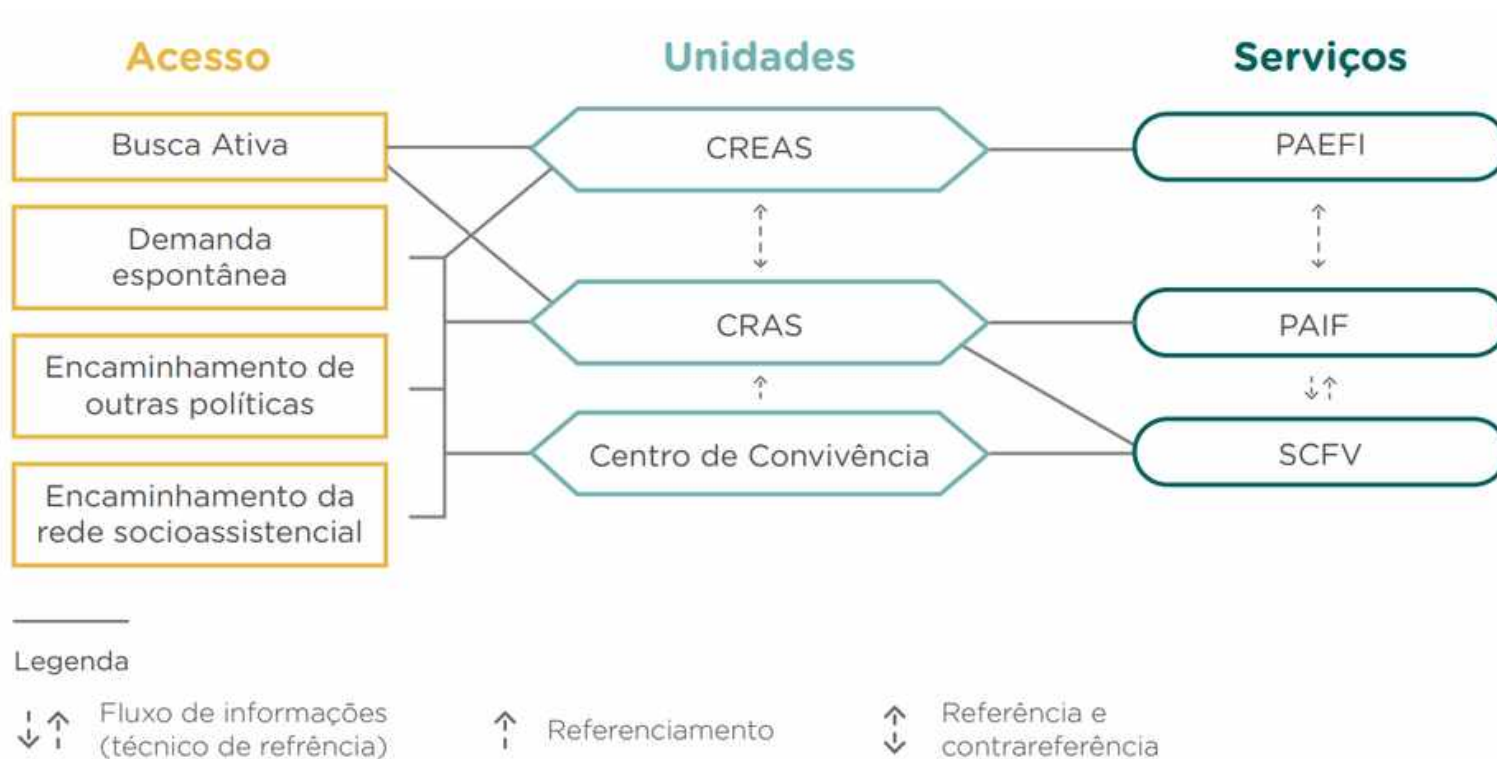 Acesso
Unidades
Serviços
Busca Ativa
CREAS
PAEFI
Demanda
espontânea
CRAS
PAIF
Encaminhamento de
outras políticas
Centro de Convivência
SCFV
Encaminhamento da
rede socioassistencial
Legenda
Fluxo de informações
(técnico de refrência)
Referenciamento
Referência e
contrareferência